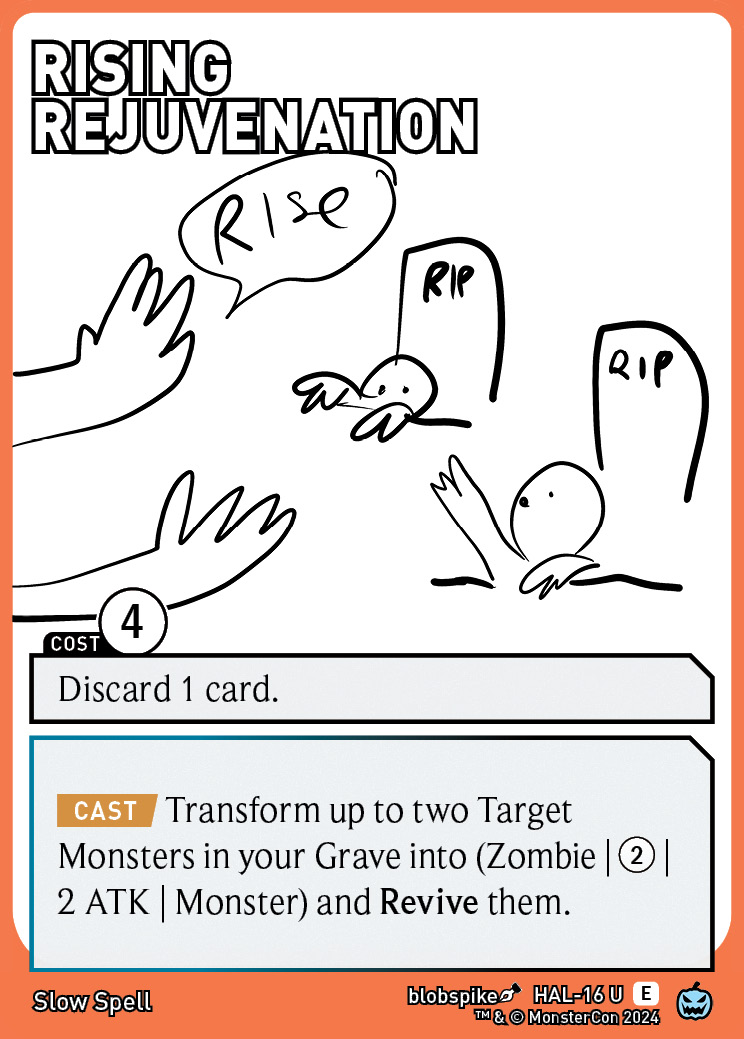 RISING
REJUVENATION
RISE
RIP
RIP
4
COST
Discard 1 card.
CAST Transform up to two Target
Monsters in your Grave into (Zombie | 2 |
2 ATK | Monster) and Revive them.
Slow Spell
blobspike HAL-16 U E
™ & © MonsterCon 2024